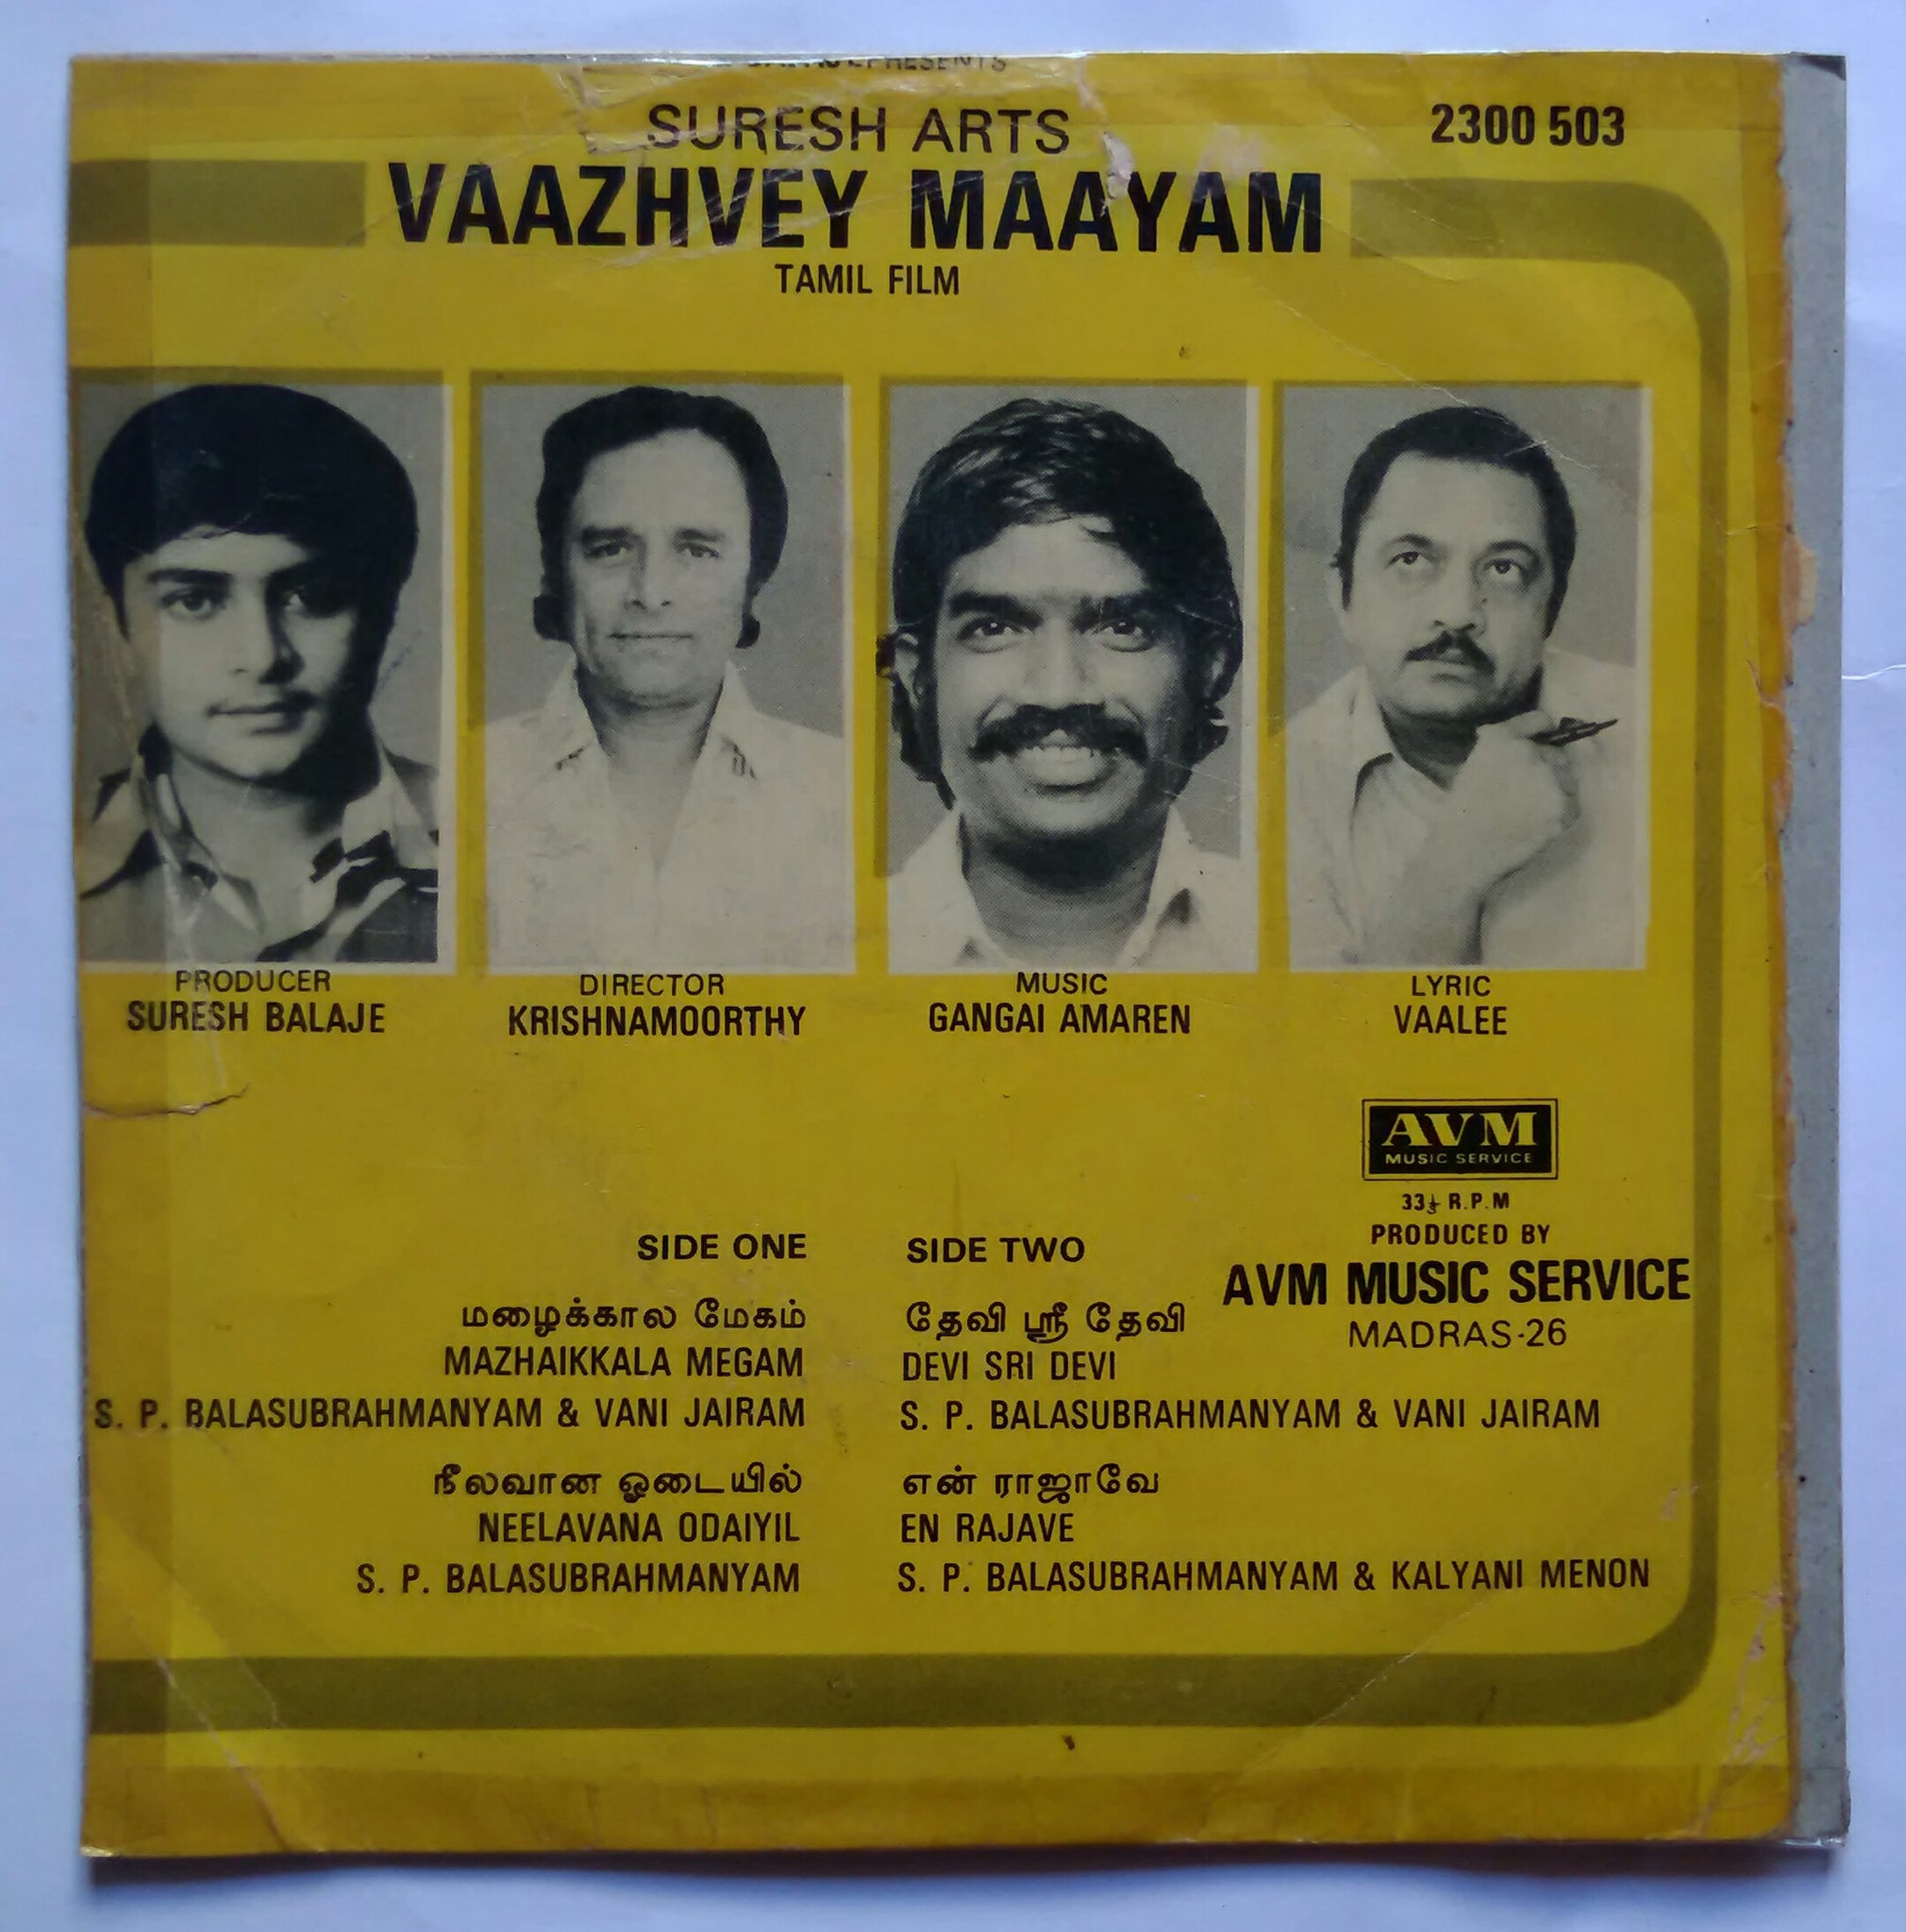 PRESENTS
SURESH ARTS
2300 503
VAAZHVEY MAAYAM
TAMIL FILM
PRODUCER
SURESH BALAJE
DIRECTOR
KRISHNAMOORTHY
MUSIC
GANGAI AMAREN
LYRIC
VAALEE
AVM
MUSIC SERVICE
33⅓ R.P.M
PRODUCED BY
AVM MUSIC SERVICE
MADRAS-26
SIDE ONE
மழைக்கால மேகம்
MAZHAIKKALA MEGAM
S. P. BALASUBRAHMANYAM & VANI JAIRAM
நீலவான ஓடையில்
NEELAVANA ODAIYIL
S. P. BALASUBRAHMANYAM
SIDE TWO
தேவி ஸ்ரீ தேவி
DEVI SRI DEVI
S. P. BALASUBRAHMANYAM & VANI JAIRAM
என் ராஜாவே
EN RAJAVE
S. P. BALASUBRAHMANYAM & KALYANI MENON